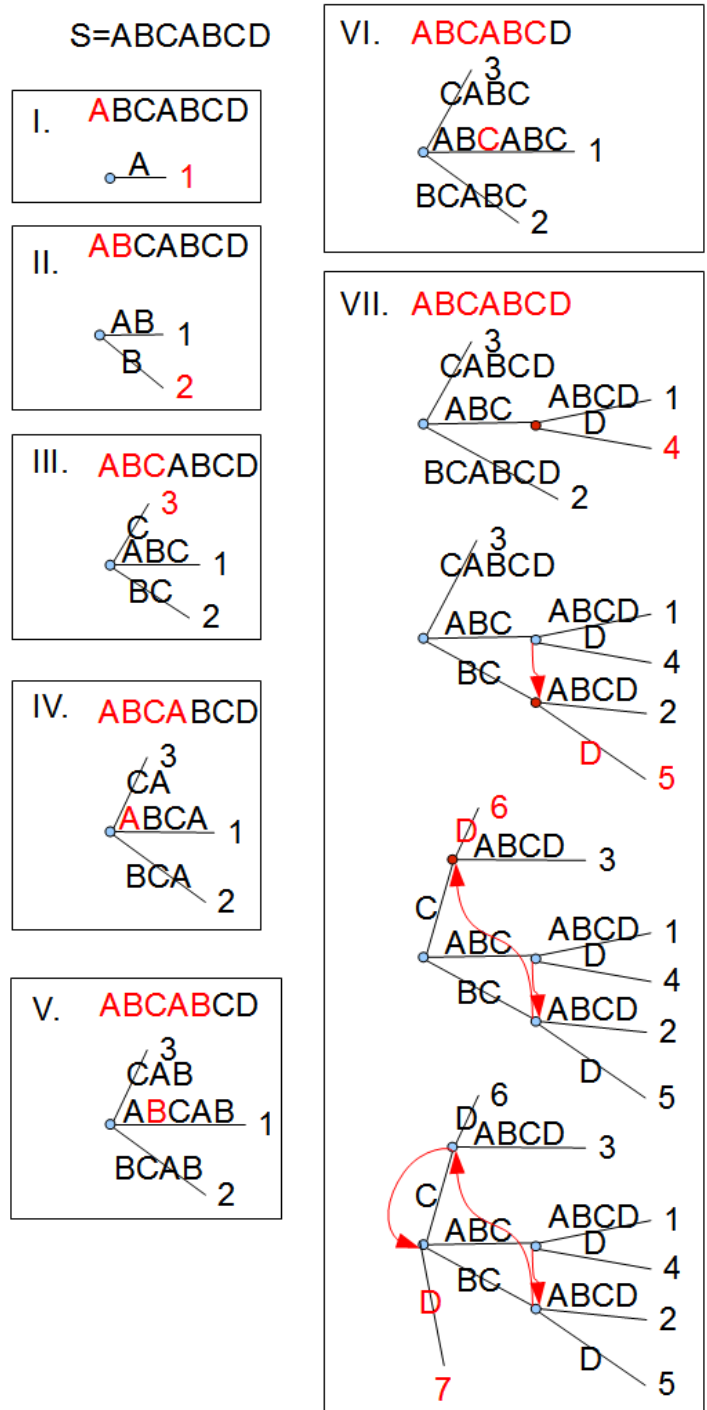 S=ABCABCD
I.
ABCABCD
A
1
II.
ABCABCD
AB
1
B
2
III.
ABCABCD
3
C
ABC
1
BC
2
IV.
ABCABCD
3
CA
ABCA
1
BCA
2
V.
ABCABCD
3
CAB
ABCAB
1
BCAB
2
VI.
ABCABCD
3
CABC
ABCABC
1
BCABC
2
VII.
ABCABCD
3
CABCD
ABCD
1
ABC
D
4
BCABCD
2
3
CABCD
ABCD
1
ABC
D
4
BC
ABCD
2
D
5
6
D
ABCD
3
C
ABCD
1
ABC
D
4
BC
ABCD
2
D
5
6
D
ABCD
3
C
ABCD
1
ABC
D
4
BC
ABCD
2
D
D
5
7